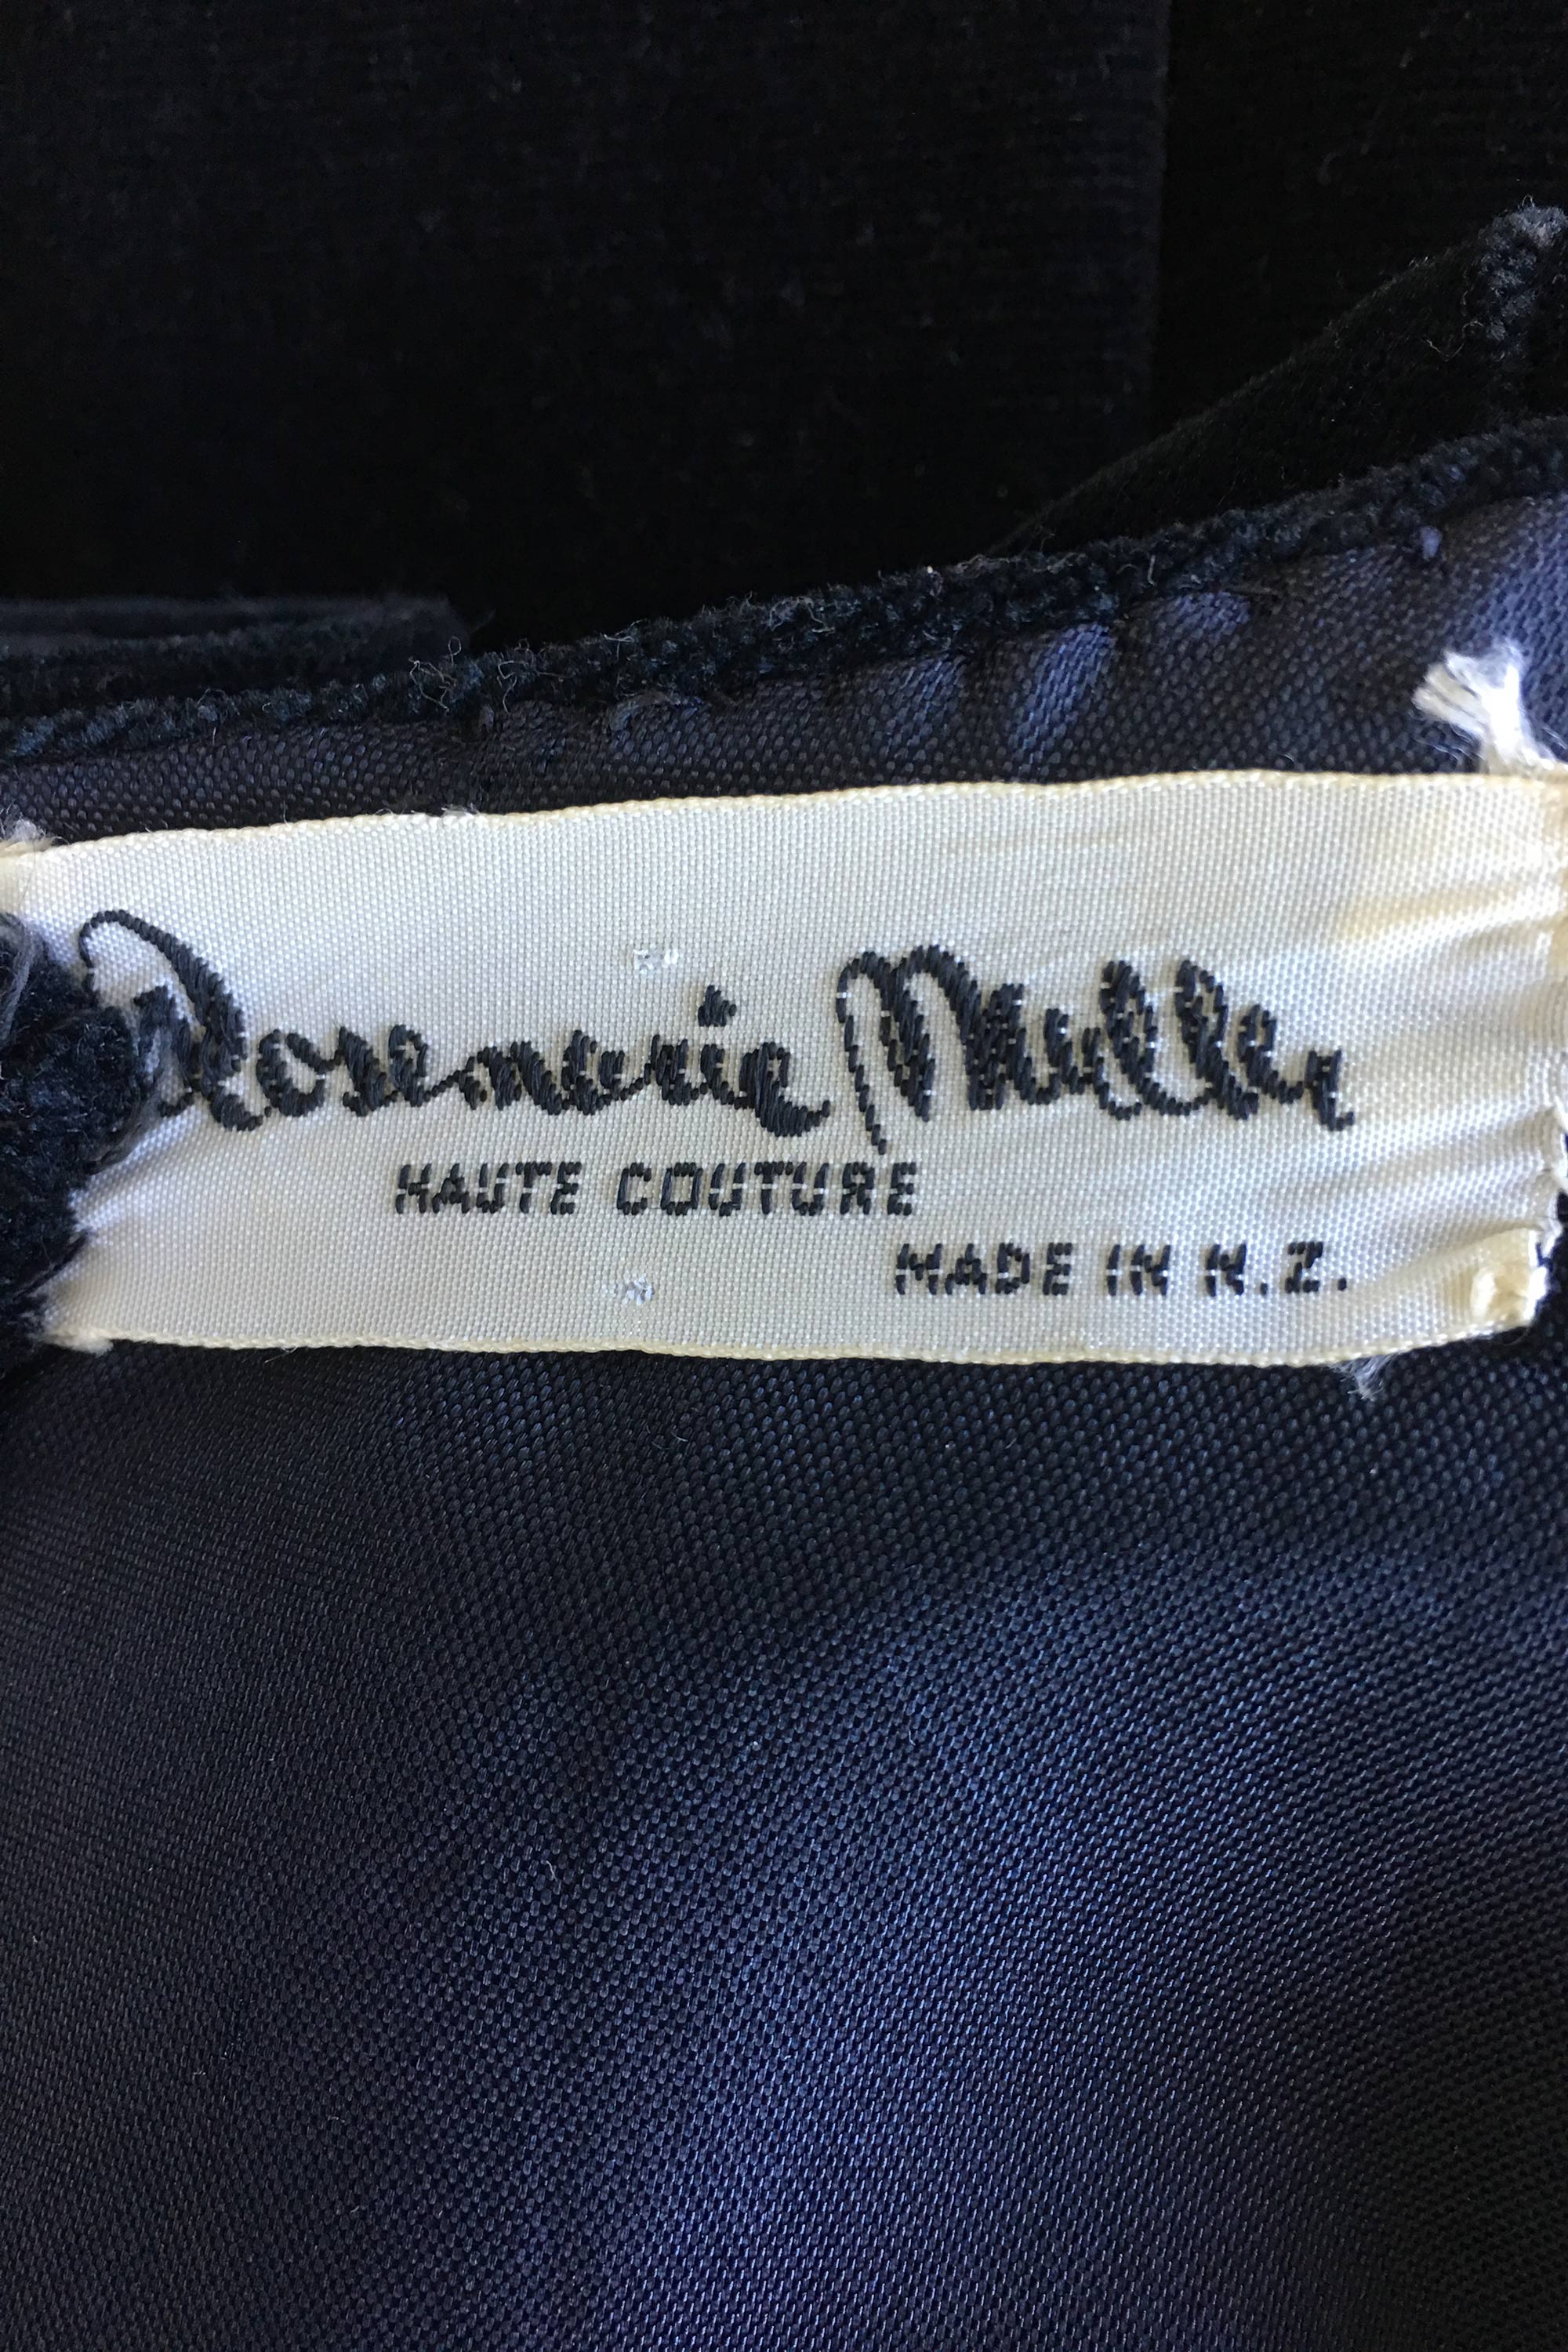 Rosemarie Muller
HAUTE COUTURE
MADE IN N.Z.